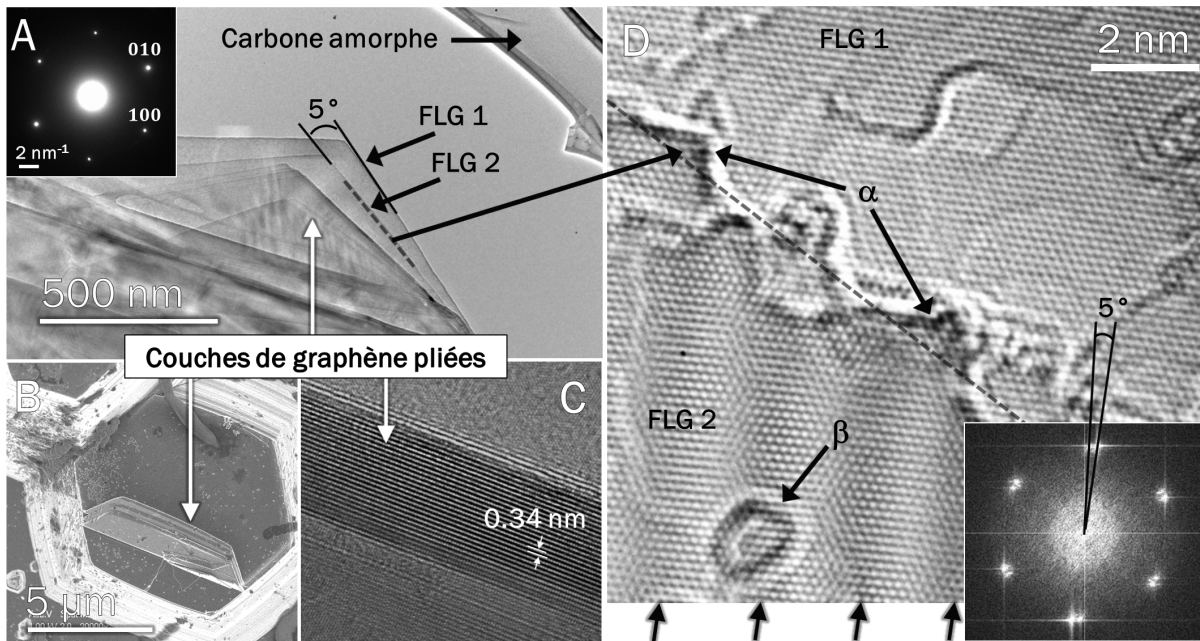 A
010
100
2 nm⁻¹
Carbone amorphe
5°
FLG 1
FLG 2
500 nm
Couches de graphène pliées
B
5 µm
C
0.34 nm
D
FLG 1
2 nm
α
5°
FLG 2
β